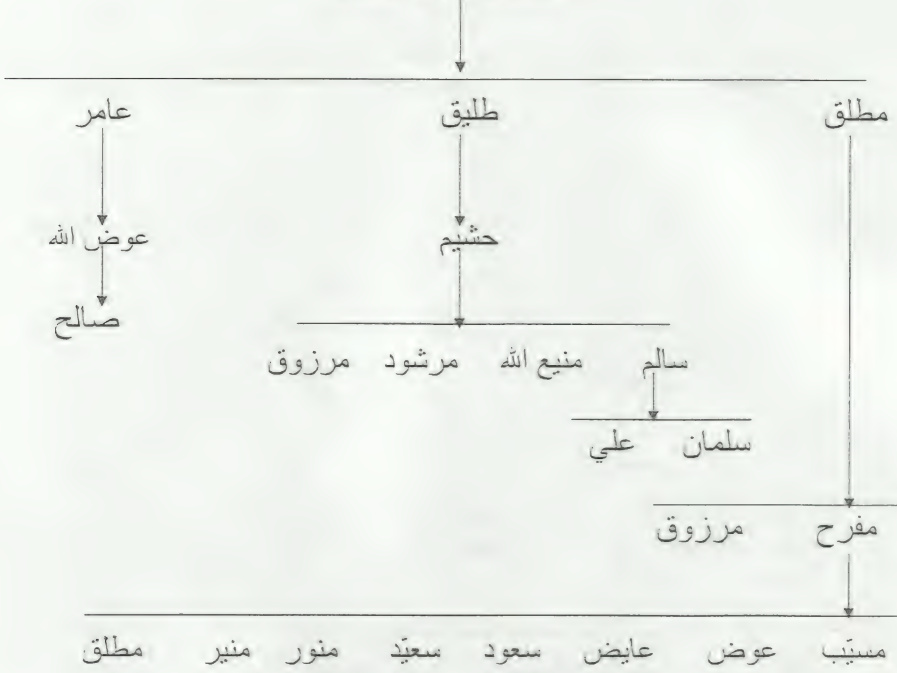 مطلق طليق عامر
حشيم عوض الله
صالح
سالم منيع الله مرشود مرزوق
سلمان علي
مفرح مرزوق
مسيّب عوض عايض سعود سعيّد منور منير مطلق